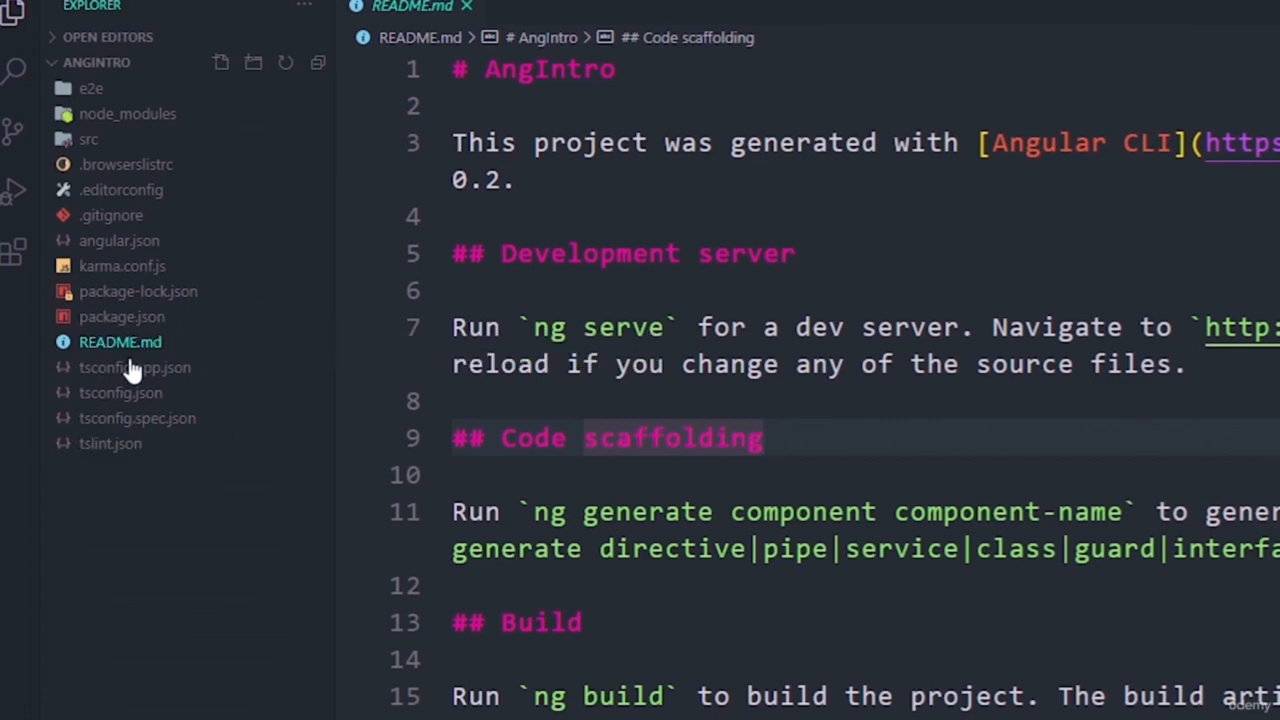 EXPLORER
OPEN EDITORS
ANGINTRO
e2e
node_modules
src
.browserslistrc
.editorconfig
.gitignore
angular.json
karma.conf.js
package-lock.json
package.json
README.md
tsconfig.app.json
tsconfig.json
tsconfig.spec.json
tslint.json
README.md
README.md > # AngIntro > ## Code scaffolding
1 # AngIntro
2
3 This project was generated with [Angular CLI](https
0.2.
4
5 ## Development server
6
7 Run `ng serve` for a dev server. Navigate to `http:
reload if you change any of the source files.
8
9 ## Code scaffolding
10
11 Run `ng generate component component-name` to gener
generate directive|pipe|service|class|guard|interfa
12
13 ## Build
14
15 Run `ng build` to build the project. The build arti
udemy